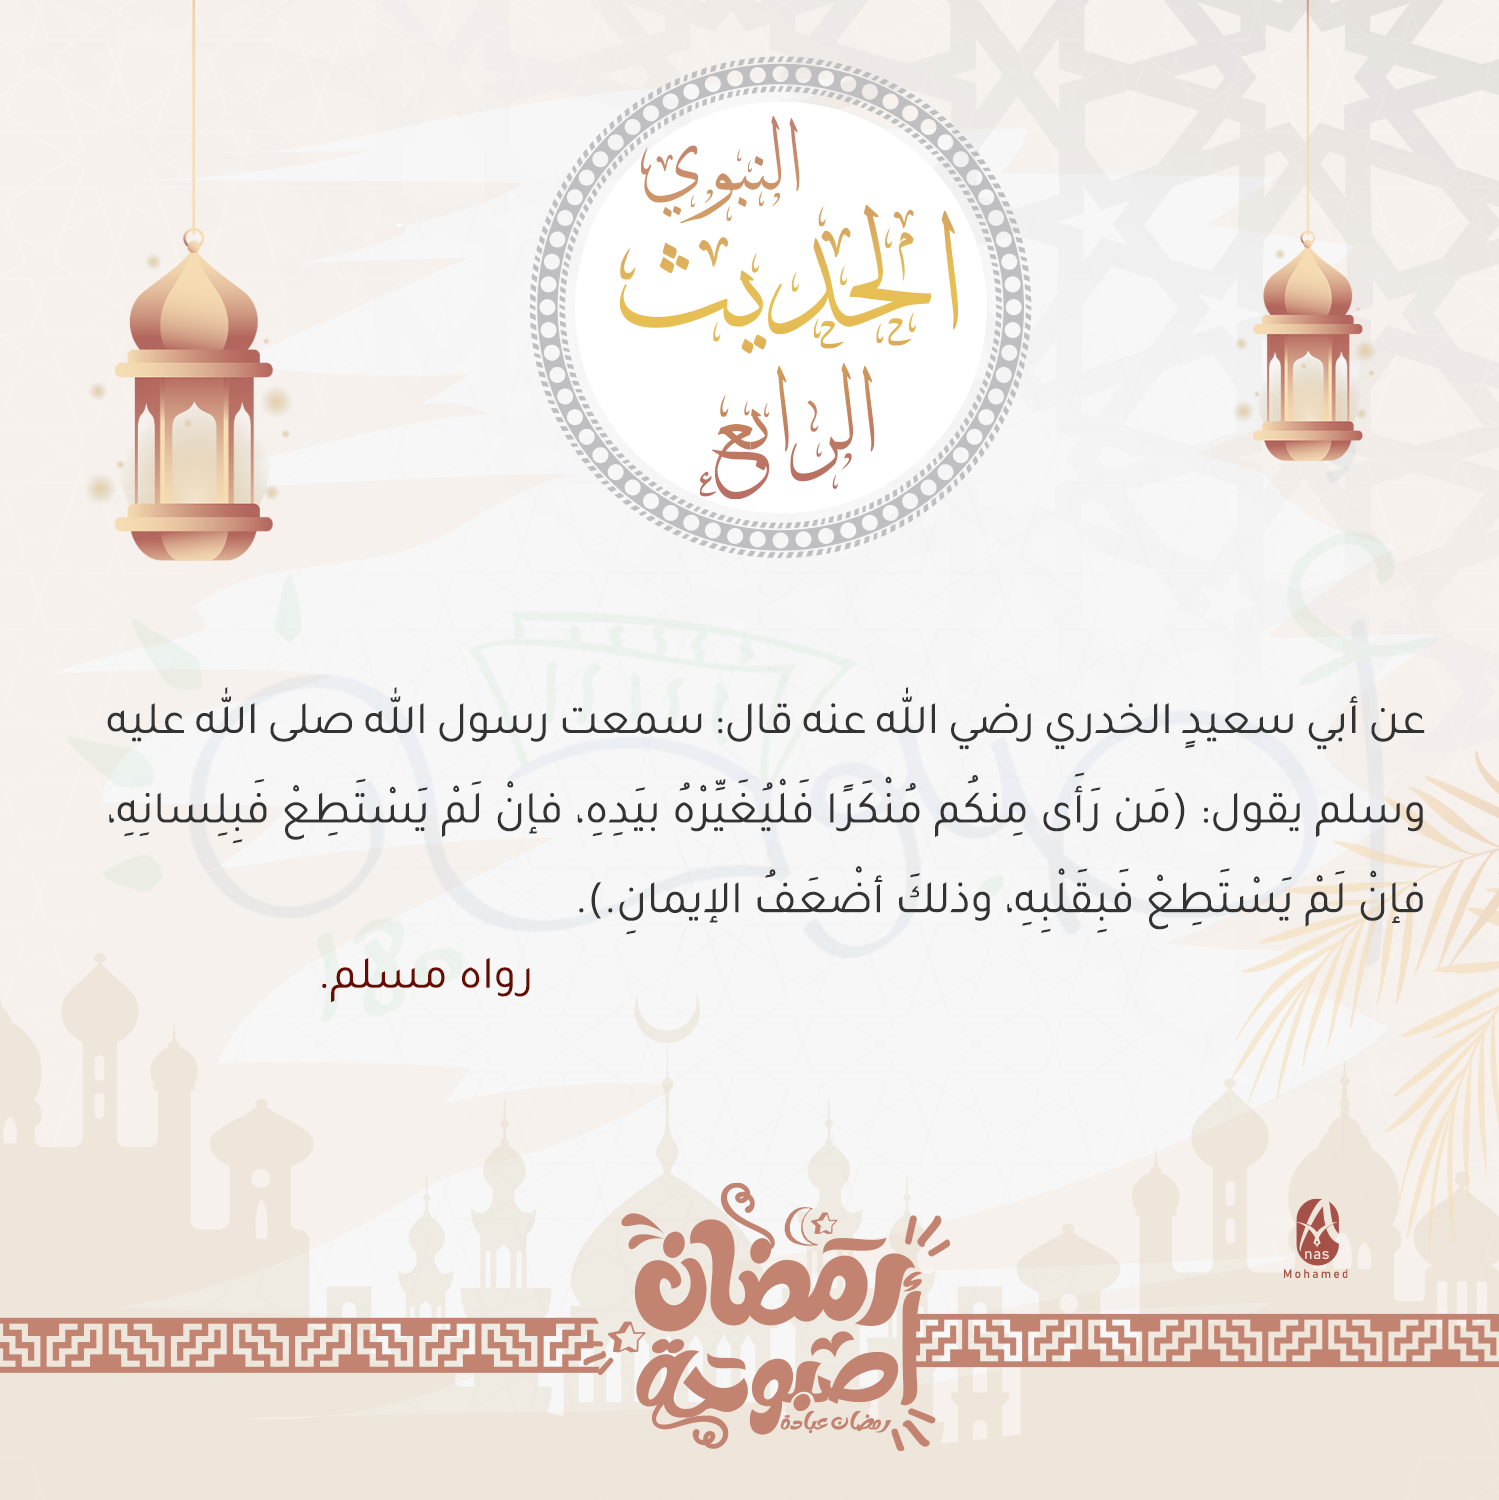 النبوي
الحديث
الرابع
عن أبي سعيدٍ الخدري رضي الله عنه قال: سمعت رسول الله صلى الله عليه
وسلم يقول: (مَن رَأَى مِنكُم مُنْكَرًا فَلْيُغَيِّرْهُ بيَدِهِ، فإنْ لَمْ يَسْتَطِعْ فَبِلِسانِهِ،
فإنْ لَمْ يَسْتَطِعْ فَبِقَلْبِهِ، وذلكَ أضْعَفُ الإيمانِ.).
رواه مسلم.
nas
Mohamed
رمضان
أصبوحة
رمضان عبادة